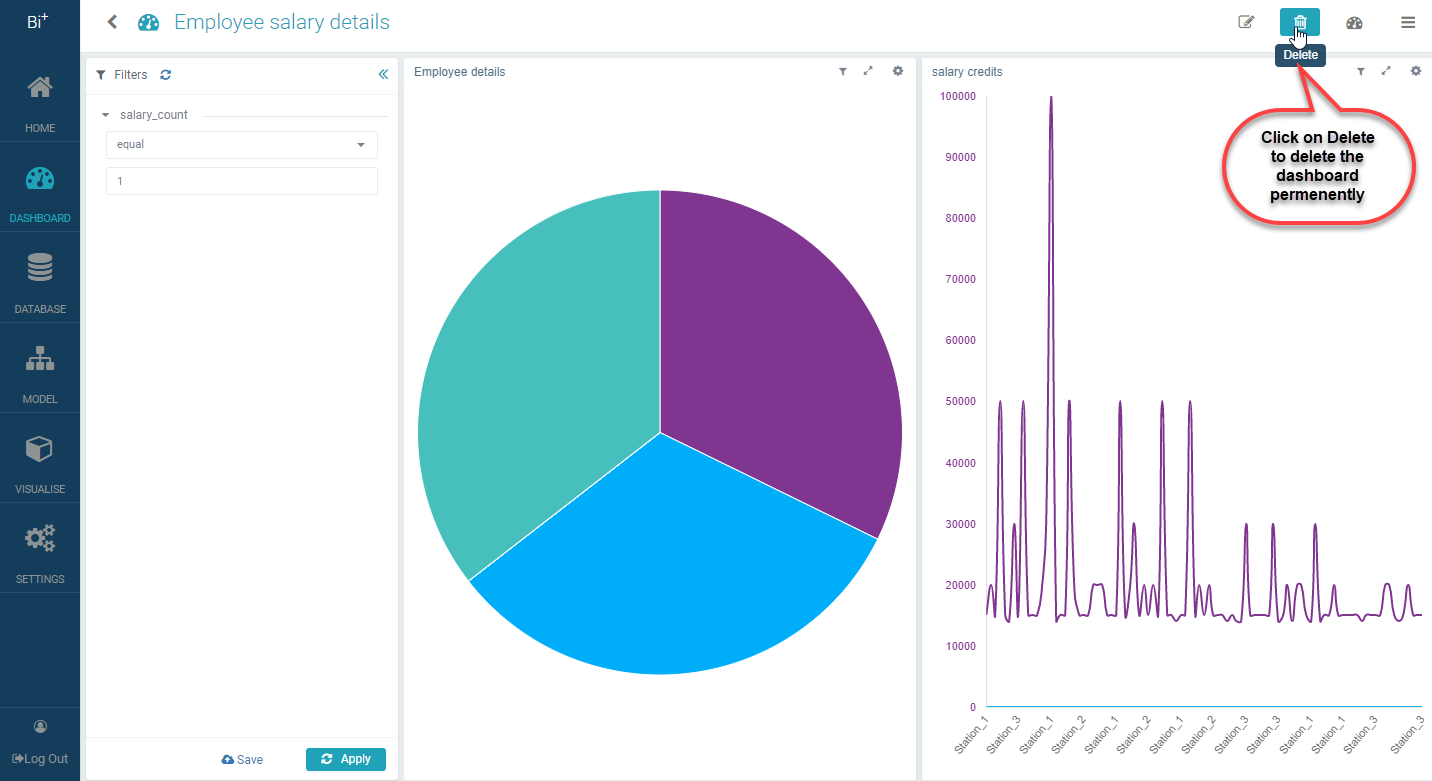 Bi+
Employee salary details
Delete
HOME
DASHBOARD
DATABASE
MODEL
VISUALISE
SETTINGS
Log Out
Filters
salary_count
equal
1
Save
Apply
Employee details
salary credits
Click on Delete
to delete the
dashboard
permenently
100000
90000
80000
70000
60000
50000
40000
30000
20000
10000
0
Station_1
Station_3
Station_1
Station_2
Station_1
Station_2
Station_1
Station_2
Station_3
Station_3
Station_1
Station_1
Station_3
Station_3